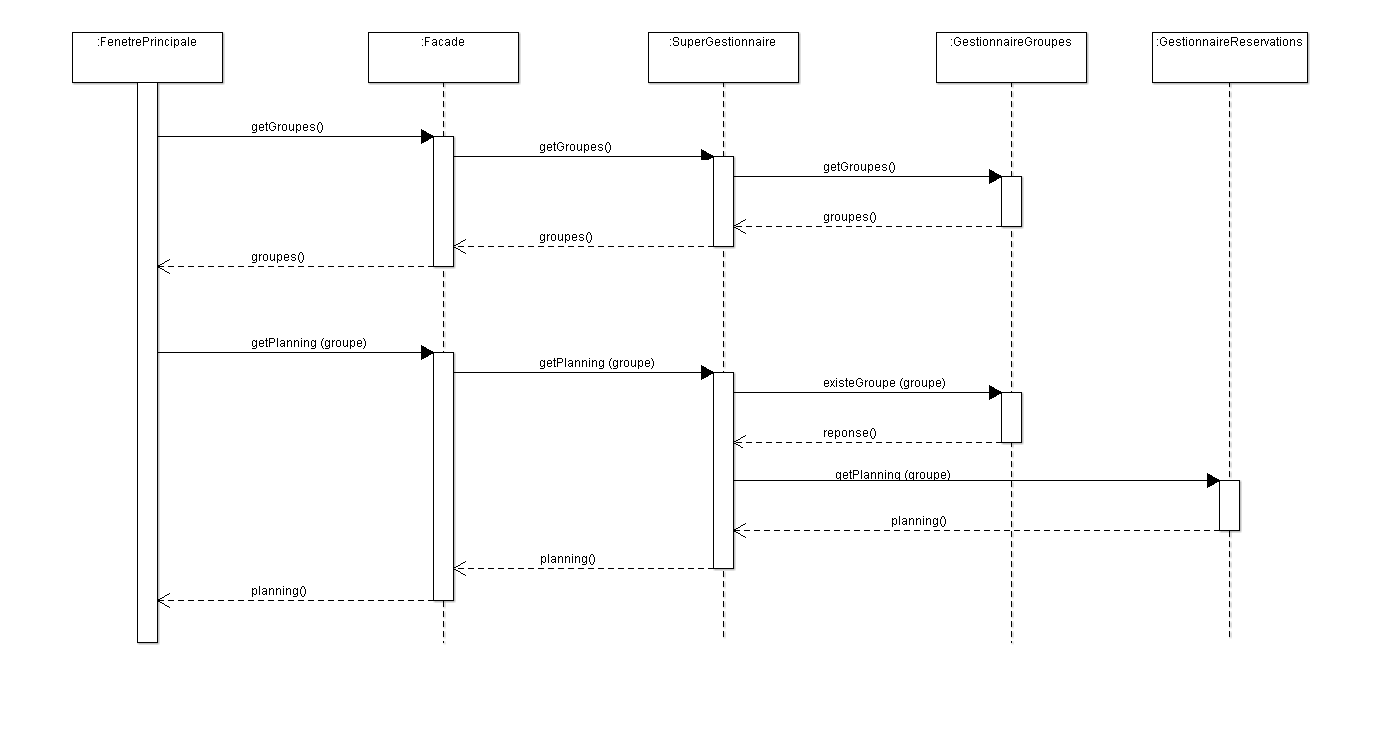 :FenetrePrincipale
:Facade
:SuperGestionnaire
:GestionnaireGroupes
:GestionnaireReservations
getGroupes()
getGroupes()
getGroupes()
groupes()
groupes()
groupes()
getPlanning (groupe)
getPlanning (groupe)
existeGroupe (groupe)
reponse()
getPlanning (groupe)
planning()
planning()
planning()